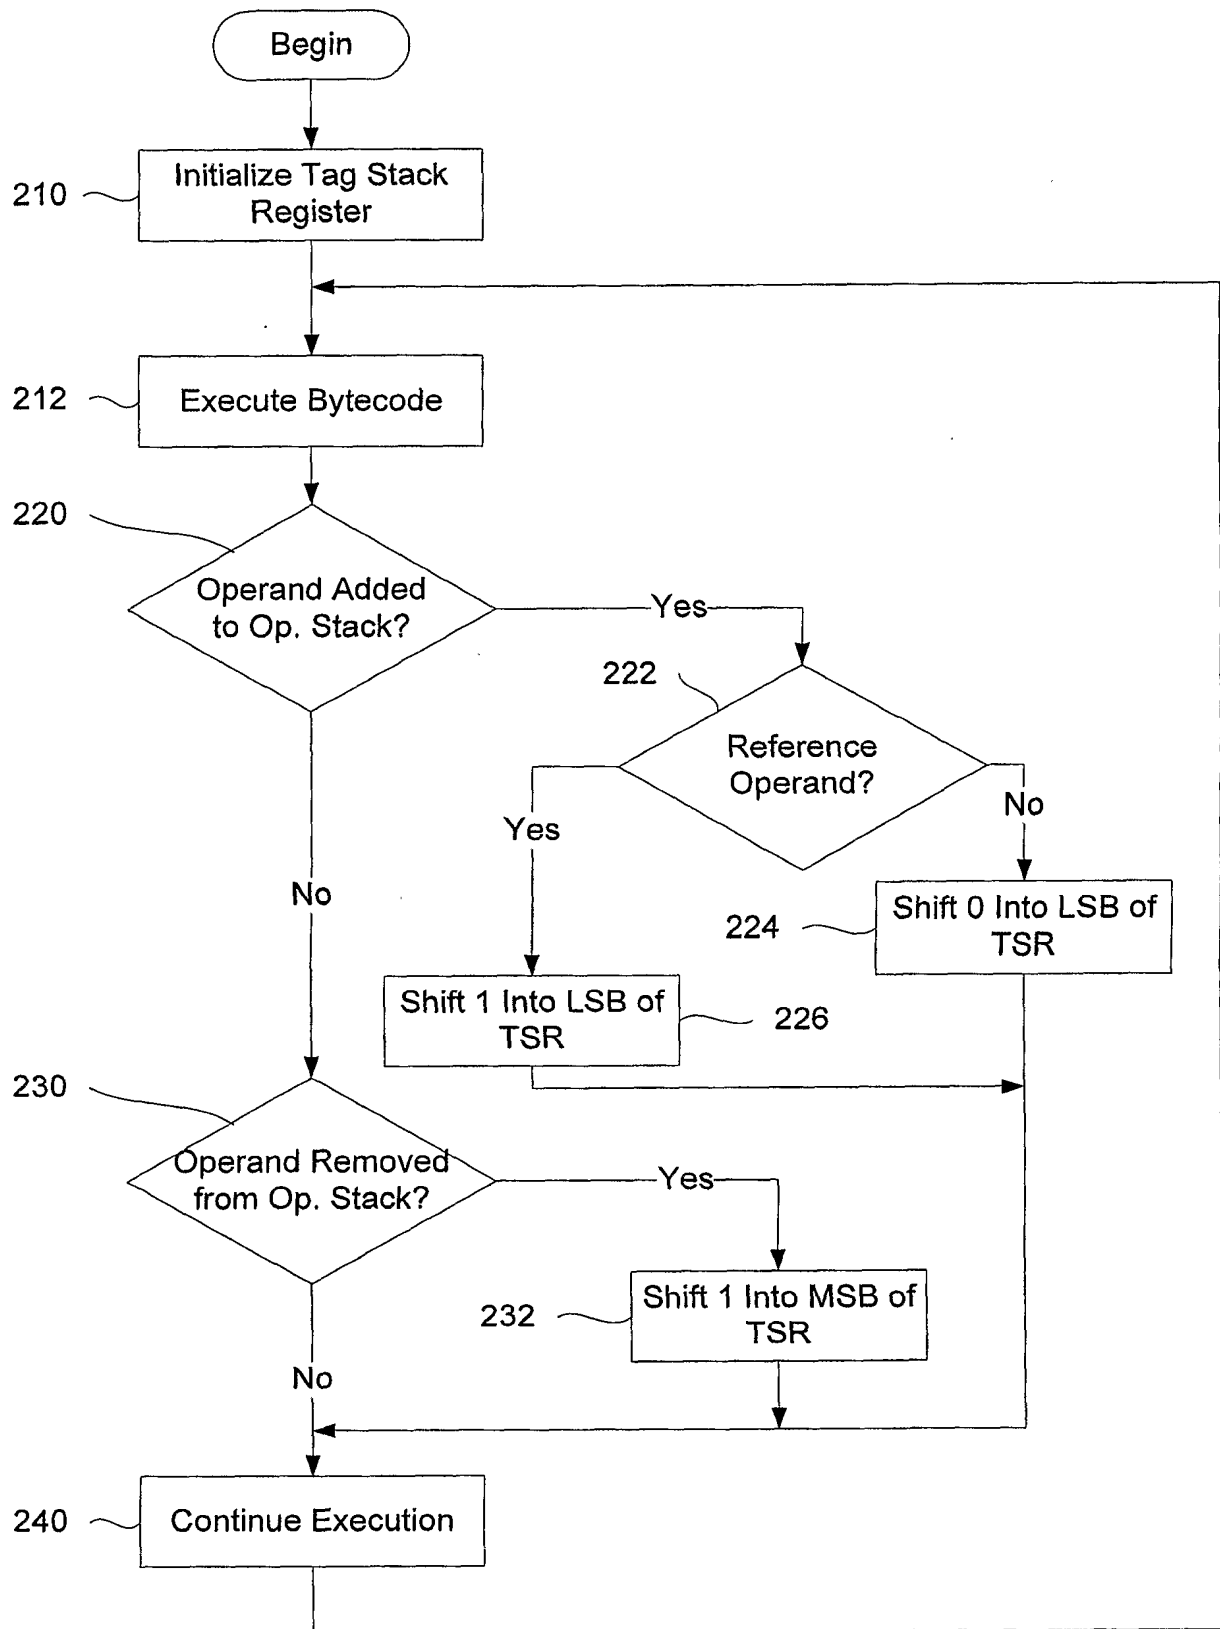 Begin
210
Initialize Tag Stack
Register
212
Execute Bytecode
220
Operand Added
to Op. Stack?
Yes
222
Reference
Operand?
Yes
No
No
224
Shift 0 Into LSB of
TSR
Shift 1 Into LSB of
TSR
226
230
Operand Removed
from Op. Stack?
Yes
232
Shift 1 Into MSB of
TSR
No
240
Continue Execution